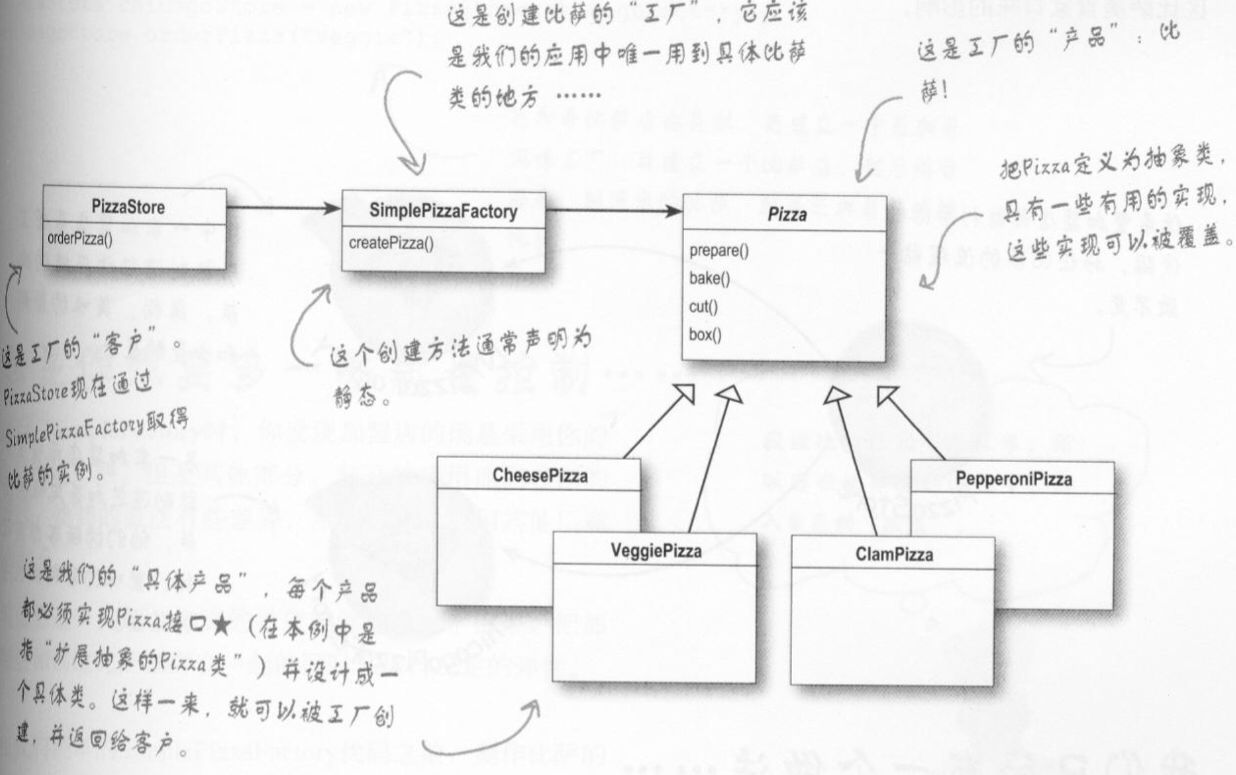 这是创建比萨的“工厂”，它应该
是我们的应用中唯一用到具体比萨
类的地方 ……
这是工厂的“产品”：比
萨！
把Pizza定义为抽象类，
具有一些有用的实现，
这些实现可以被覆盖。
PizzaStore
orderPizza()
SimplePizzaFactory
createPizza()
Pizza
prepare()
bake()
cut()
box()
这是工厂的“客户”。
PizzaStore现在通过
SimplePizzaFactory取得
比萨的实例。
这个创建方法通常声明为
静态。
CheesePizza
VeggiePizza
ClamPizza
PepperoniPizza
这是我们的“具体产品”，每个产品
都必须实现Pizza接口★（在本例中是
指“扩展抽象的Pizza类”）并设计成一
个具体类。这样一来，就可以被工厂创
建，并返回给客户。